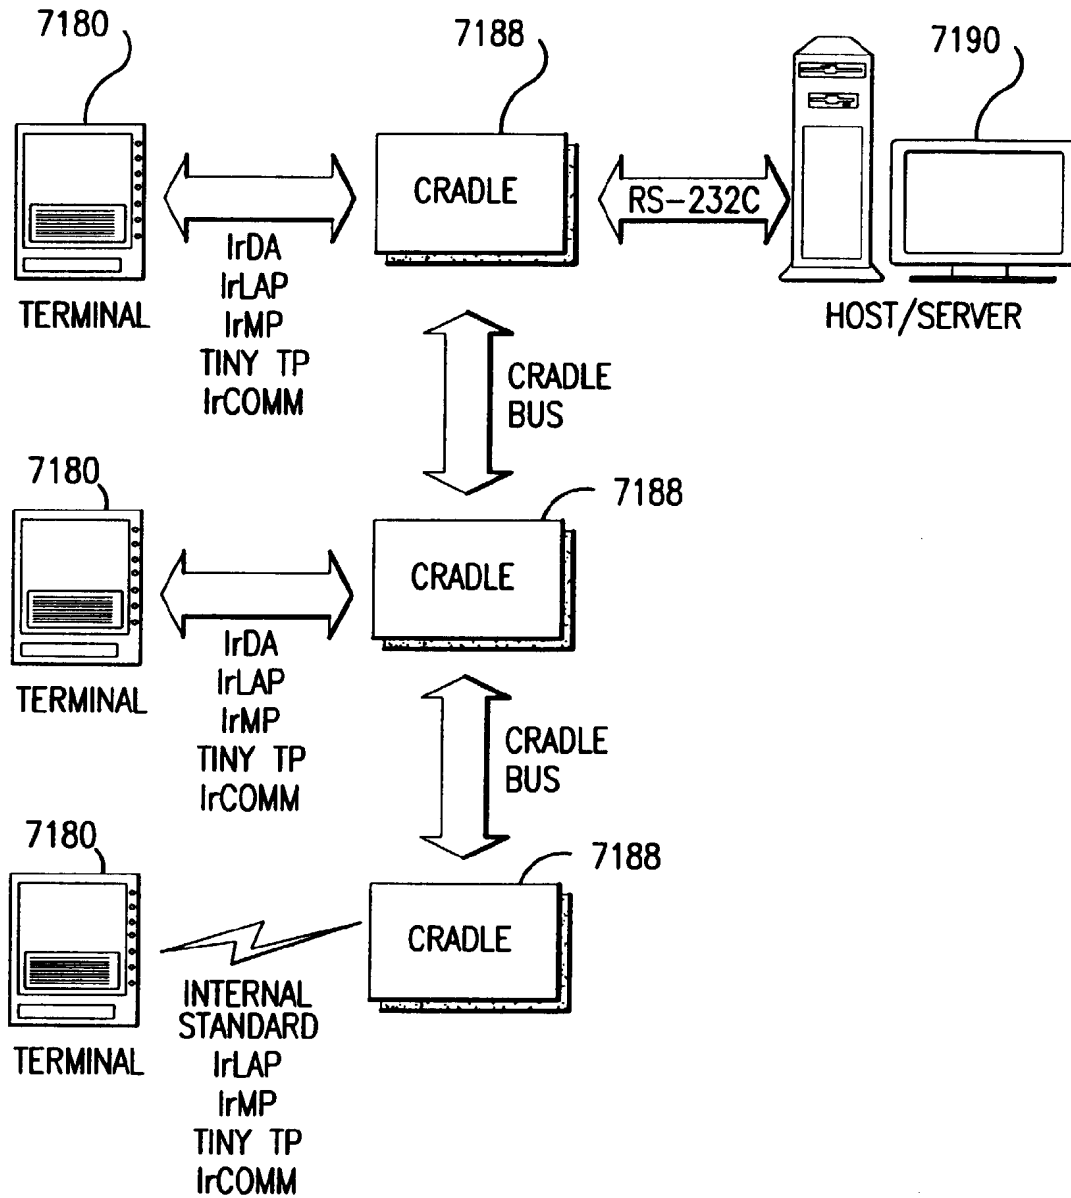 7180
7188
7190
CRADLE
RS-232C
IrDA
IrLAP
IrMP
TINY TP
IrCOMM
TERMINAL
HOST/SERVER
CRADLE
BUS
7180
7188
CRADLE
IrDA
IrLAP
IrMP
TINY TP
IrCOMM
TERMINAL
CRADLE
BUS
7180
7188
CRADLE
INTERNAL
STANDARD
IrLAP
IrMP
TINY TP
IrCOMM
TERMINAL